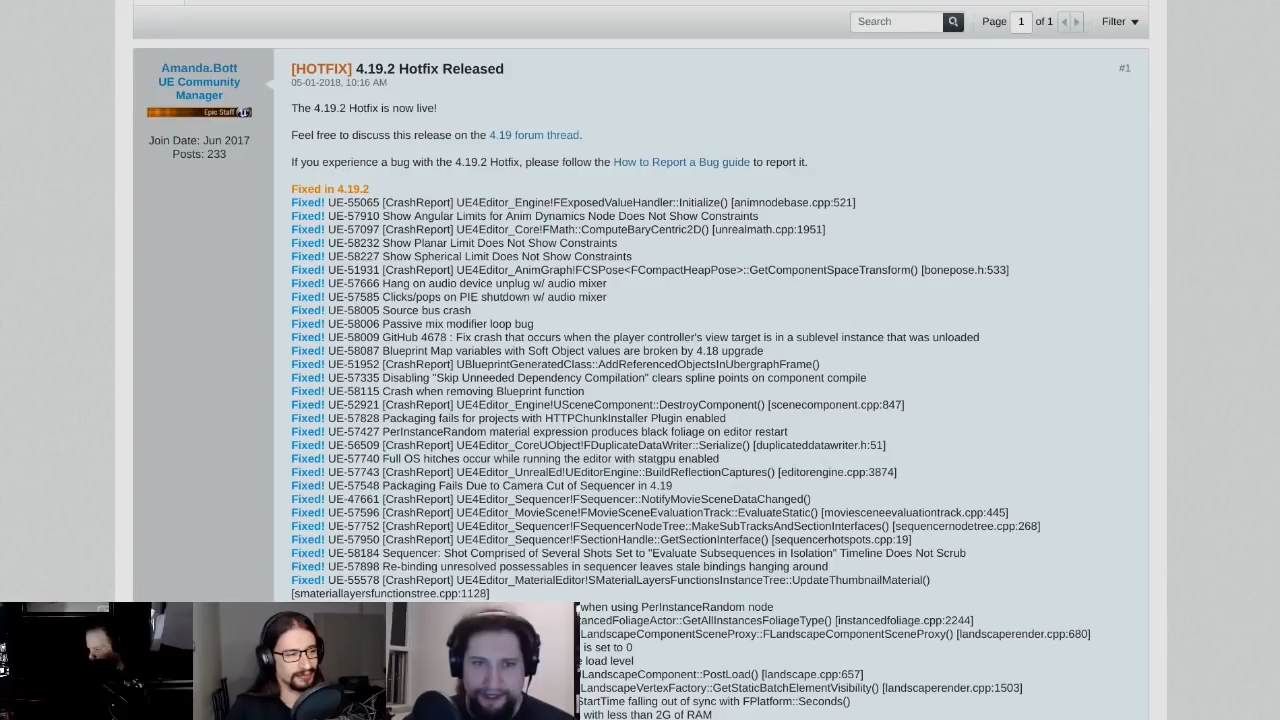 Search
Page 1 of 1
Filter
Amanda.Bott
UE Community
Manager
Epic Staff
Join Date: Jun 2017
Posts: 233
[HOTFIX] 4.19.2 Hotfix Released
#1
05-01-2018, 10:16 AM
The 4.19.2 Hotfix is now live!
Feel free to discuss this release on the 4.19 forum thread.
If you experience a bug with the 4.19.2 Hotfix, please follow the How to Report a Bug guide to report it.
Fixed in 4.19.2
Fixed! UE-55065 [CrashReport] UE4Editor_Engine!FExposedValueHandler::Initialize() [animnodebase.cpp:521]
Fixed! UE-57910 Show Angular Limits for Anim Dynamics Node Does Not Show Constraints
Fixed! UE-57097 [CrashReport] UE4Editor_Core!FMath::ComputeBaryCentric2D() [unrealmath.cpp:1951]
Fixed! UE-58232 Show Planar Limit Does Not Show Constraints
Fixed! UE-58227 Show Spherical Limit Does Not Show Constraints
Fixed! UE-51931 [CrashReport] UE4Editor_AnimGraph!FCSPose<FCompactHeapPose>::GetComponentSpaceTransform() [bonepose.h:533]
Fixed! UE-57666 Hang on audio device unplug w/ audio mixer
Fixed! UE-57585 Clicks/pops on PIE shutdown w/ audio mixer
Fixed! UE-58005 Source bus crash
Fixed! UE-58006 Passive mix modifier loop bug
Fixed! UE-58009 GitHub 4678 : Fix crash that occurs when the player controller's view target is in a sublevel instance that was unloaded
Fixed! UE-58087 Blueprint Map variables with Soft Object values are broken by 4.18 upgrade
Fixed! UE-51952 [CrashReport] UBlueprintGeneratedClass::AddReferencedObjectsInUbergraphFrame()
Fixed! UE-57335 Disabling "Skip Unneeded Dependency Compilation" clears spline points on component compile
Fixed! UE-58115 Crash when removing Blueprint function
Fixed! UE-52921 [CrashReport] UE4Editor_Engine!USceneComponent::DestroyComponent() [scenecomponent.cpp:847]
Fixed! UE-57828 Packaging fails for projects with HTTPChunkInstaller Plugin enabled
Fixed! UE-57427 PerInstanceRandom material expression produces black foliage on editor restart
Fixed! UE-56509 [CrashReport] UE4Editor_CoreUObject!FDuplicateDataWriter::Serialize() [duplicateddatawriter.h:51]
Fixed! UE-57740 Full OS hitches occur while running the editor with statgpu enabled
Fixed! UE-57743 [CrashReport] UE4Editor_UnrealEd!UEditorEngine::BuildReflectionCaptures() [editorengine.cpp:3874]
Fixed! UE-57548 Packaging Fails Due to Camera Cut of Sequencer in 4.19
Fixed! UE-47661 [CrashReport] UE4Editor_Sequencer!FSequencer::NotifyMovieSceneDataChanged()
Fixed! UE-57596 [CrashReport] UE4Editor_MovieScene!FMovieSceneEvaluationTrack::EvaluateStatic() [moviesceneevaluationtrack.cpp:445]
Fixed! UE-57752 [CrashReport] UE4Editor_Sequencer!FSequencerNodeTree::MakeSubTracksAndSectionInterfaces() [sequencernodetree.cpp:268]
Fixed! UE-57950 [CrashReport] UE4Editor_Sequencer!FSectionHandle::GetSectionInterface() [sequencerhotspots.cpp:19]
Fixed! UE-58184 Sequencer: Shot Comprised of Several Shots Set to "Evaluate Subsequences in Isolation" Timeline Does Not Scrub
Fixed! UE-57898 Re-binding unresolved possessables in sequencer leaves stale bindings hanging around
Fixed! UE-55578 [CrashReport] UE4Editor_MaterialEditor!SMaterialLayersFunctionsInstanceTree::UpdateThumbnailMaterial()
[smateriallayersfunctionstree.cpp:1128]
when using PerInstanceRandom node
tancedFoliageActor::GetAllInstancesFoliageType() [instancedfoliage.cpp:2244]
LandscapeComponentSceneProxy::FLandscapeComponentSceneProxy() [landscaperender.cpp:680]
is set to 0
load level
LandscapeComponent::PostLoad() [landscape.cpp:657]
LandscapeVertexFactory::GetStaticBatchElementVisibility() [landscaperender.cpp:1503]
StartTime falling out of sync with FPlatform::Seconds()
with less than 2G of RAM